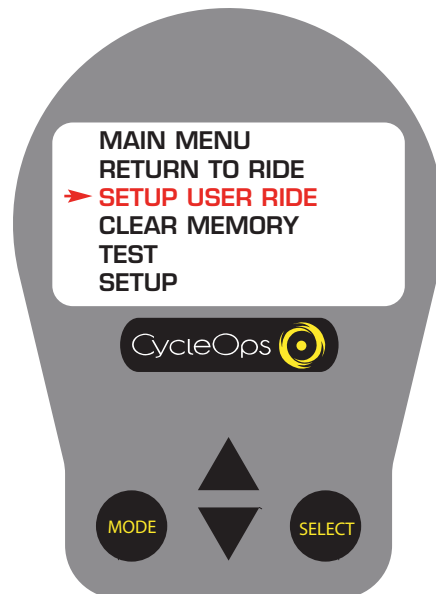 MAIN MENU
RETURN TO RIDE
SETUP USER RIDE
CLEAR MEMORY
TEST
SETUP
CycleOps
MODE
SELECT